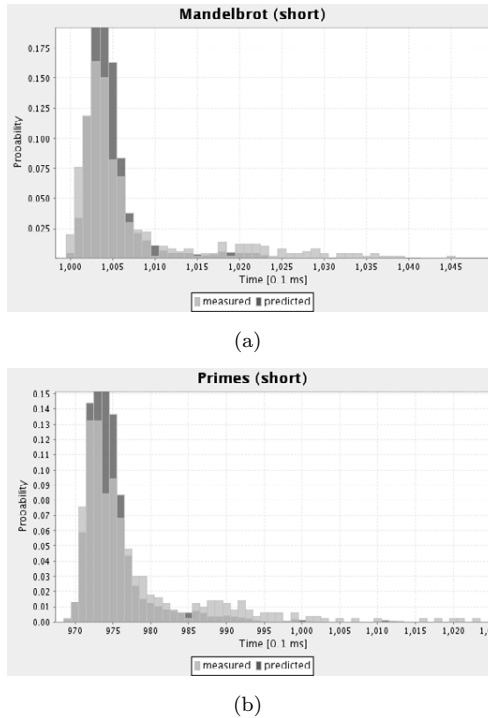 Mandelbrot (short)
0.175
0.150
0.125
0.100
0.075
0.050
0.025
Probability
1,000 1,005 1,010 1,015 1,020 1,025 1,030 1,035 1,040 1,045
Time [0.1 ms]
measured predicted
(a)
Primes (short)
0.15
0.14
0.13
0.12
0.11
0.10
0.09
0.08
0.07
0.06
0.05
0.04
0.03
0.02
0.01
0.00
Probability
970 975 980 985 990 995 1,000 1,005 1,010 1,015 1,020
Time [0.1 ms]
measured predicted
(b)